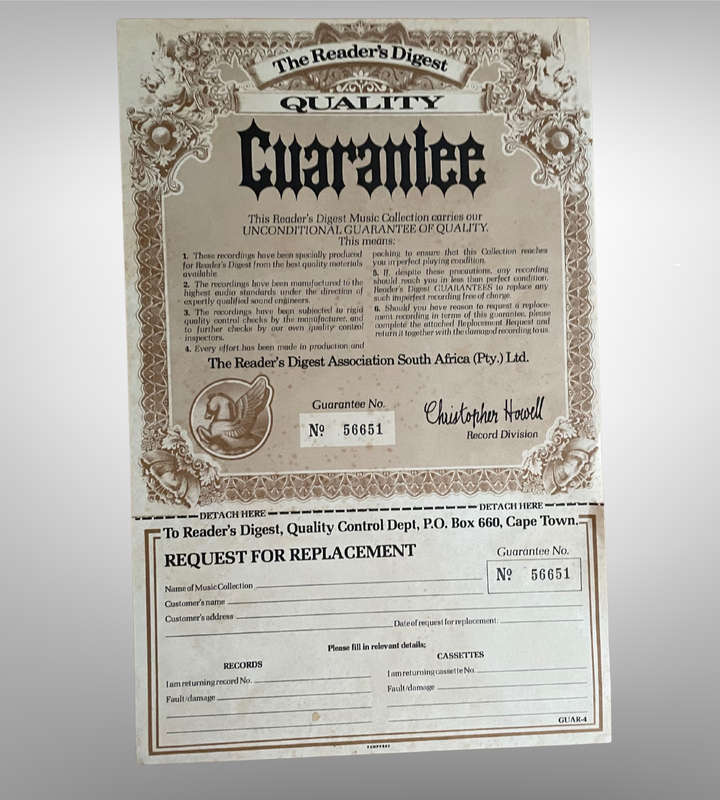 The Reader's Digest
QUALITY
Guarantee
This Reader's Digest Music Collection carries our
UNCONDITIONAL GUARANTEE OF QUALITY.
This means:
1. These recordings have been specially produced
for Reader's Digest from the best quality materials
available.
2. The recordings have been manufactured to the
highest audio standards under the direction of
expertly qualified sound engineers.
3. The recordings have been subjected to rigid
quality control checks by the manufacturer, and
to further checks by our own quality control
inspectors.
4. Every effort has been made in production and
packing to ensure that this Collection reaches
you in perfect playing condition.
5. If, despite these precautions, any recording
should reach you in less than perfect condition,
Reader's Digest GUARANTEES to replace any
such imperfect recording free of charge.
6. Should you have reason to request a replace-
ment recording in terms of this guarantee, please
complete the attached Replacement Request and
return it together with the damaged recording to us.
The Reader's Digest Association South Africa (Pty.) Ltd.
Guarantee No.
Nº 56651
Christopher Howell
Record Division
DETACH HERE DETACH HERE
To Reader's Digest, Quality Control Dept, P.O. Box 660, Cape Town.
REQUEST FOR REPLACEMENT
Guarantee No.
Nº 56651
Name of Music Collection
Customer's name
Customer's address
Date of request for replacement:
Please fill in relevant details:
RECORDS
I am returning record No.
Fault/damage
CASSETTES
I am returning cassette No.
Fault/damage
GUAR-4